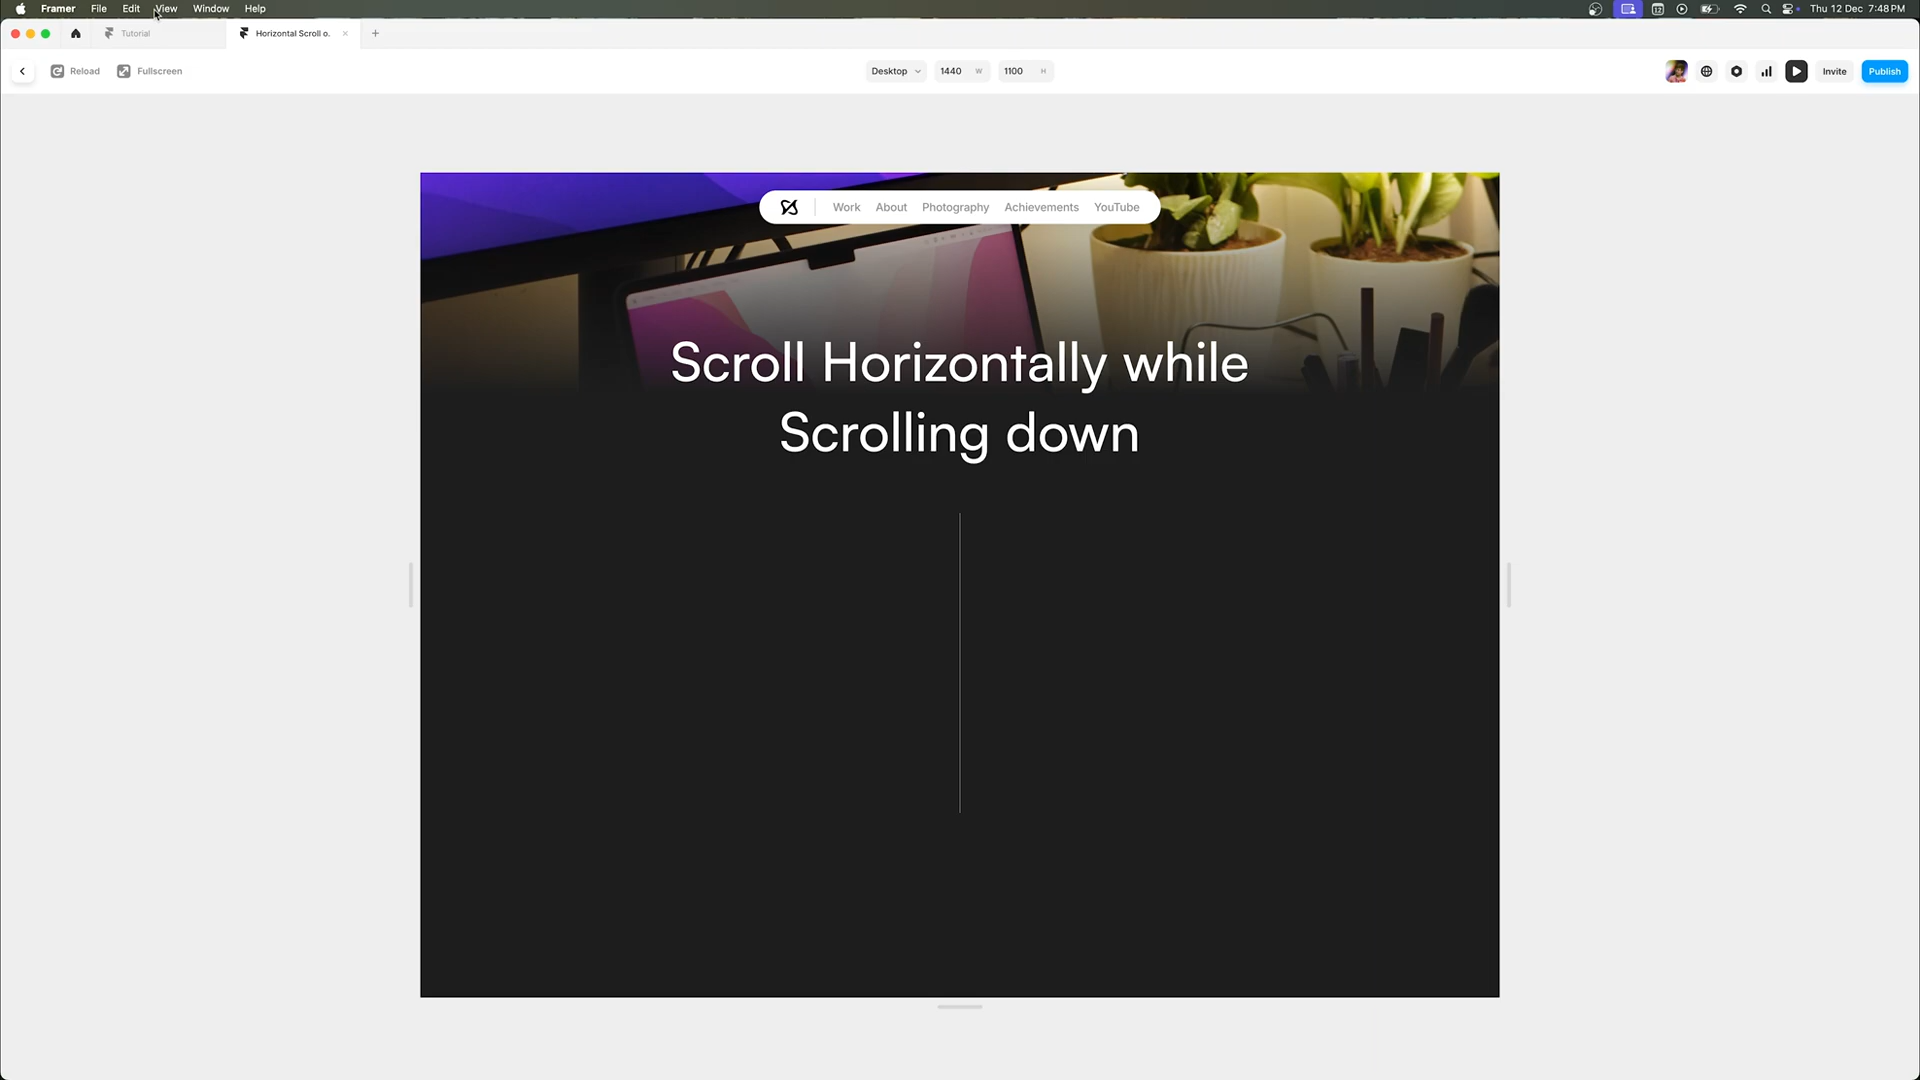 Framer File Edit View Window Help
12 Thu 12 Dec 7:48 PM
Tutorial Horizontal Scroll o.
Reload Fullscreen Desktop 1440 W 1100 H Invite Publish
Work About Photography Achievements YouTube
Scroll Horizontally while
Scrolling down